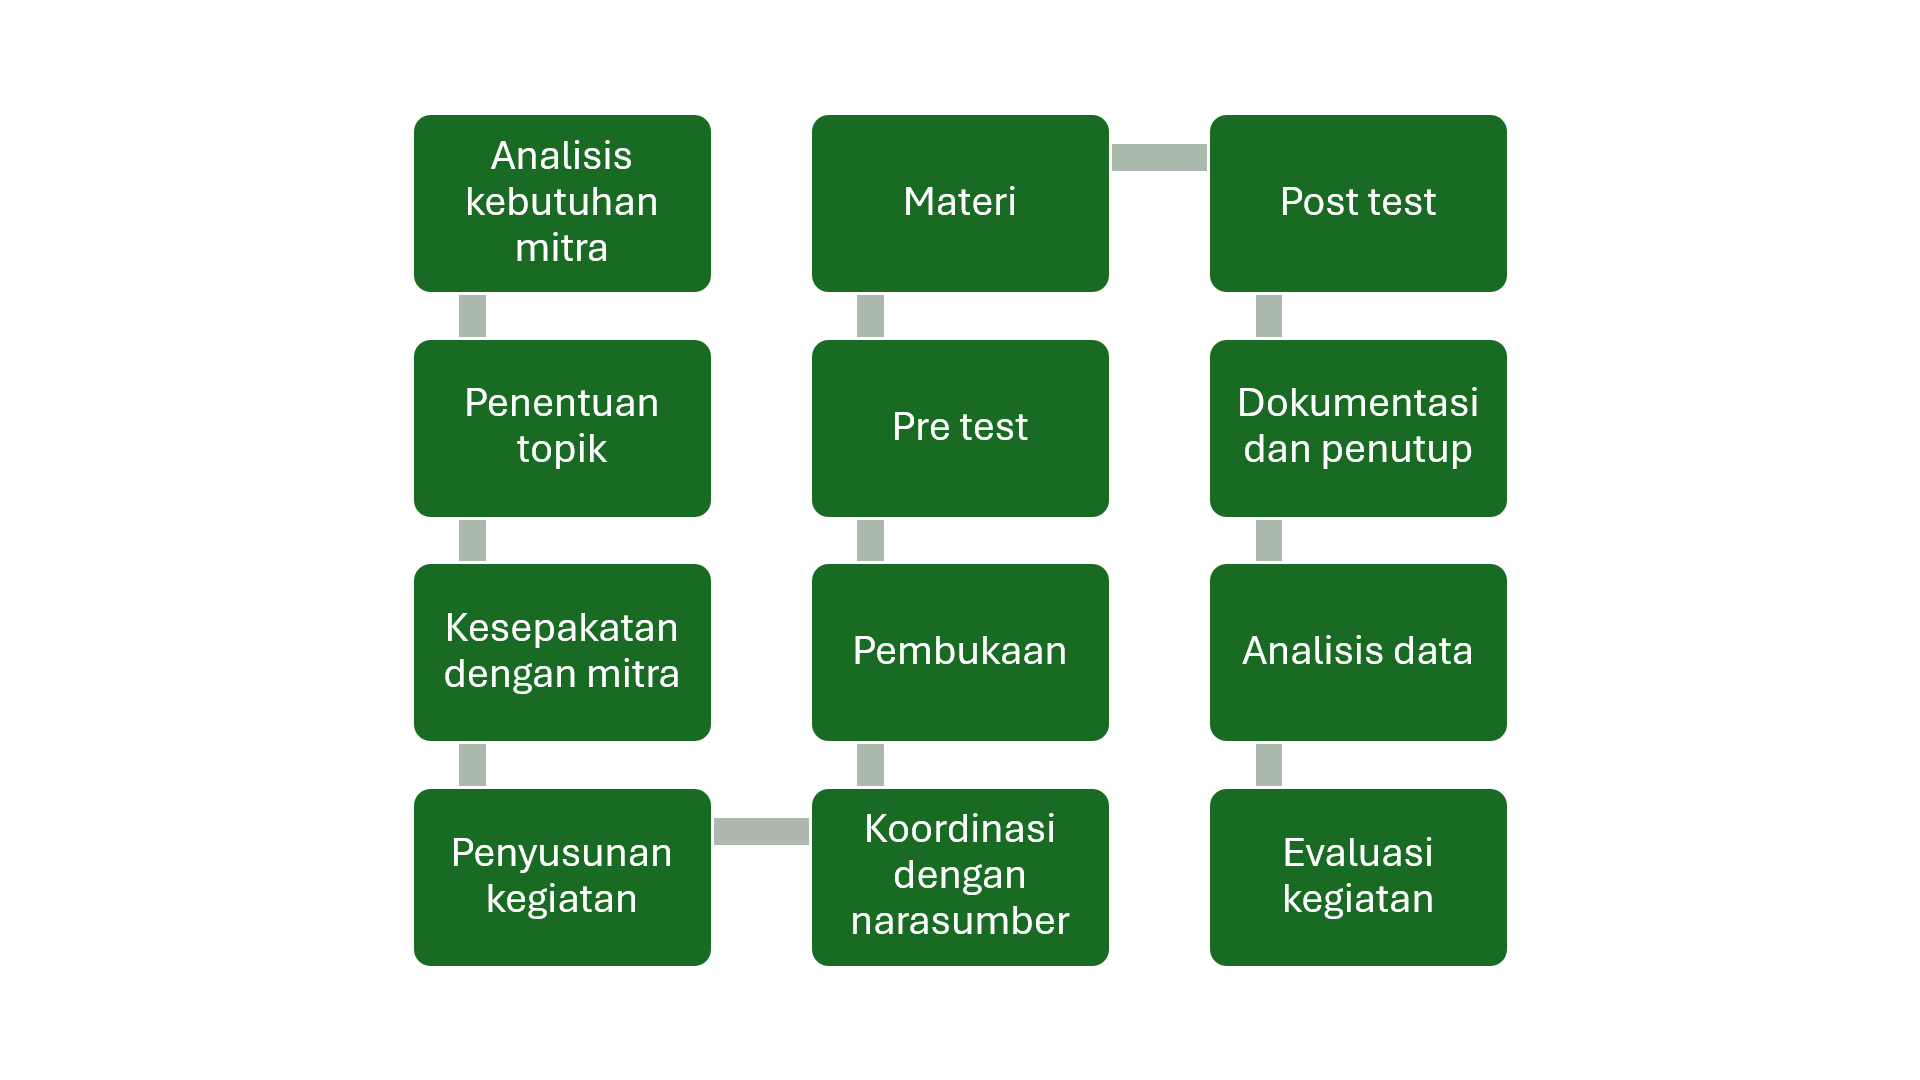 Analisis
kebutuhan
mitra
Penentuan
topik
Kesepakatan
dengan mitra
Penyusunan
kegiatan
Koordinasi
dengan
narasumber
Pembukaan
Pre test
Materi
Post test
Dokumentasi
dan penutup
Analisis data
Evaluasi
kegiatan